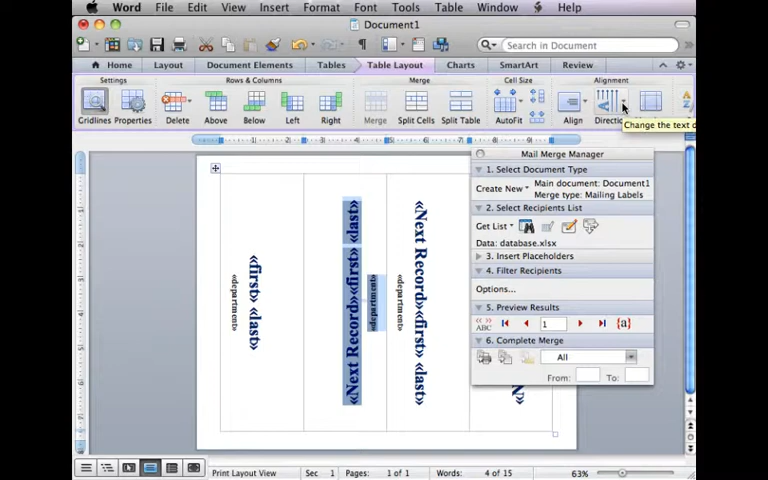 Word File Edit View Insert Format Font Tools Table Window Help
Document1
Search in Document
Home Layout Document Elements Tables Table Layout Charts SmartArt Review
Settings Rows & Columns Merge Cell Size Alignment
Gridlines Properties Delete Above Below Left Right Merge Split Cells Split Table AutoFit Align Directi
Change the text d
Mail Merge Manager
1. Select Document Type
Create New
Main document: Document1
Merge type: Mailing Labels
2. Select Recipients List
Get List
Data: database.xlsx
3. Insert Placeholders
4. Filter Recipients
Options...
5. Preview Results
ABC 1 {a}
6. Complete Merge
All
From: To:
«first» «last»
«department»
«Next Record»«first» «last»
«department»
«Next Record»«first» «last»
«department»
«N
Print Layout View Sec 1 Pages: 1 of 1 Words: 4 of 15 63%